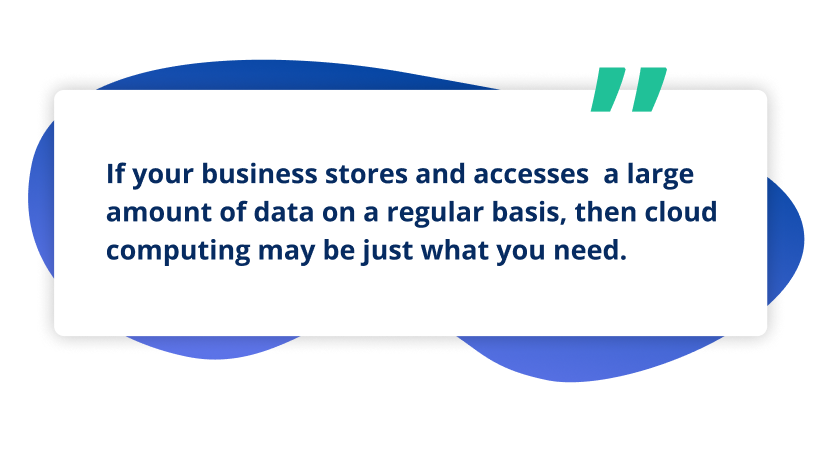 If your business stores and accesses  a large
amount of data on a regular basis, then cloud
computing may be just what you need.